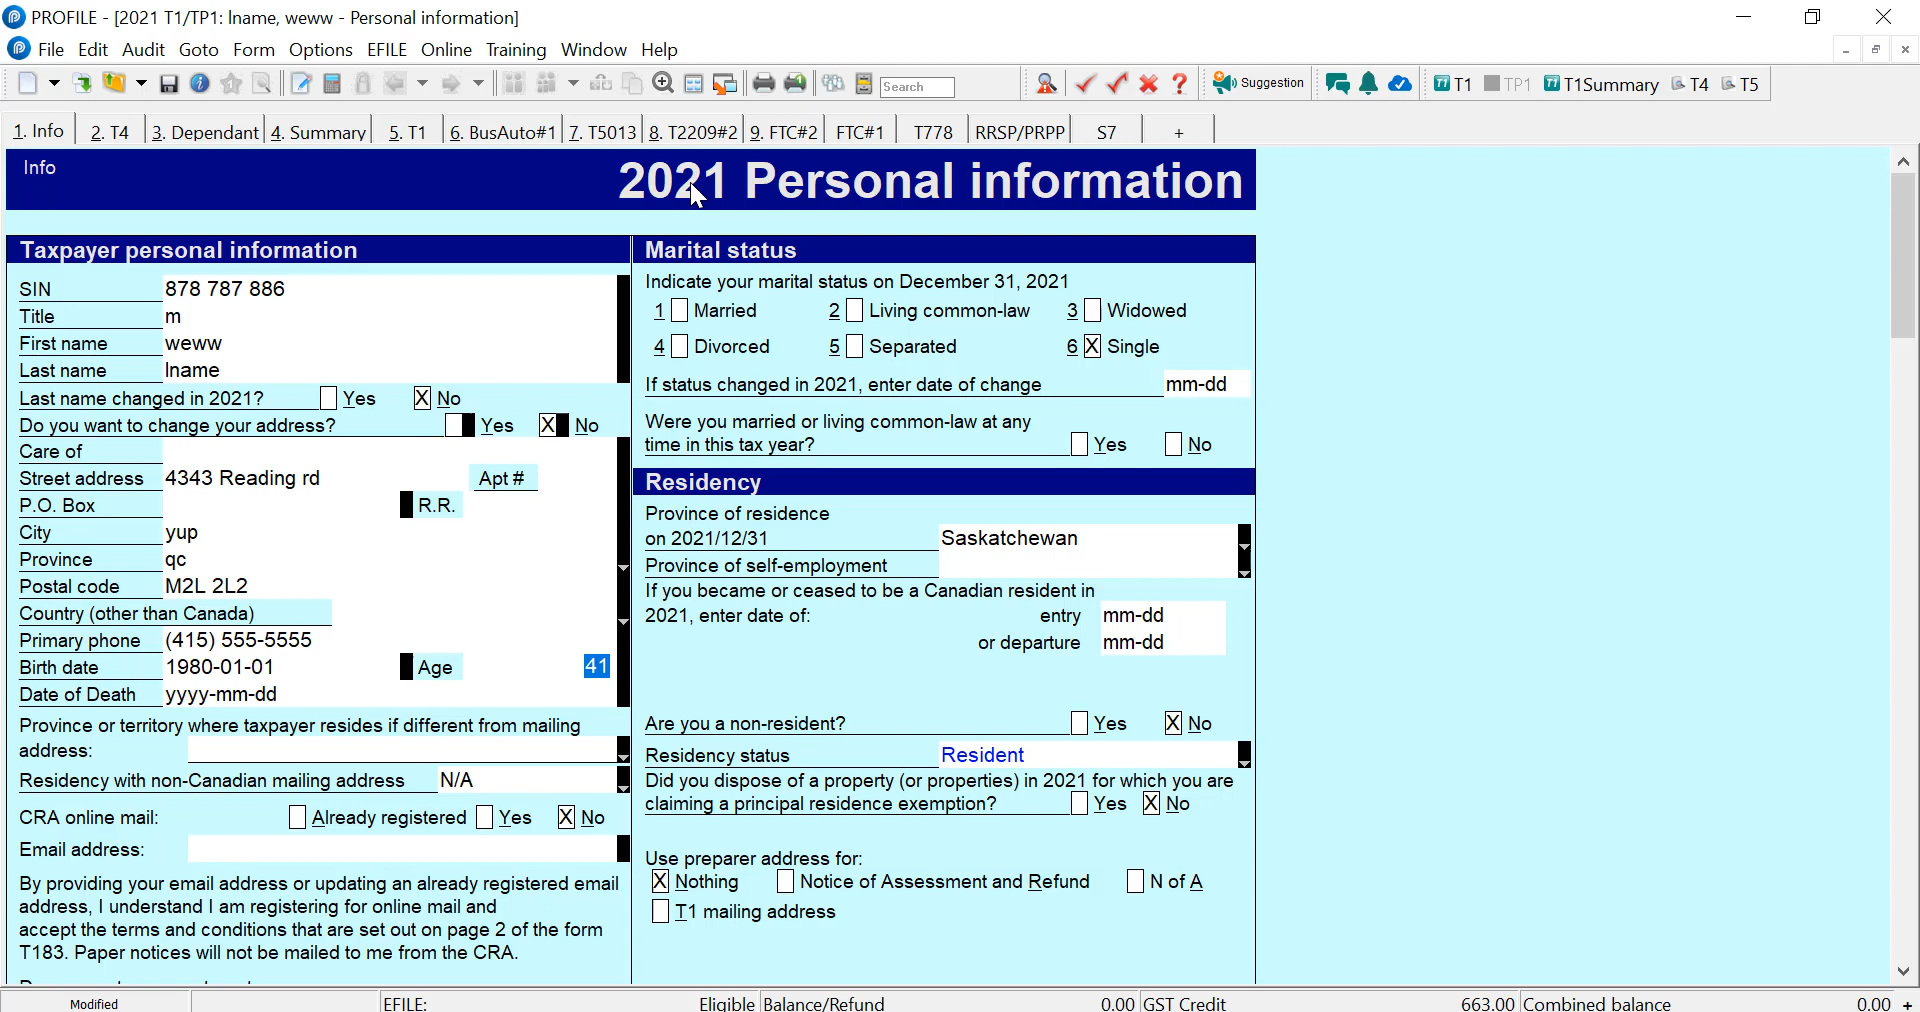 PROFILE - [2021 T1/TP1: lname, weww - Personal information]
File Edit Audit Goto Form Options EFILE Online Training Window Help
Search Suggestion T1 TP1 T1Summary T4 T5
1. Info 2. T4 3. Dependant 4. Summary 5. T1 6. BusAuto#1 7. T5013 8. T2209#2 9. FTC#2 FTC#1 T778 RRSP/PRPP S7 +
Info
2021 Personal information
Taxpayer personal information
SIN 878 787 886
Title m
First name weww
Last name lname
Last name changed in 2021? Yes X No
Do you want to change your address? Yes X No
Care of
Street address 4343 Reading rd Apt #
P.O. Box R.R.
City yup
Province qc
Postal code M2L 2L2
Country (other than Canada)
Primary phone (415) 555-5555
Birth date 1980-01-01 Age 41
Date of Death yyyy-mm-dd
Province or territory where taxpayer resides if different from mailing
address:
Residency with non-Canadian mailing address N/A
CRA online mail: Already registered Yes X No
Email address:
By providing your email address or updating an already registered email
address, I understand I am registering for online mail and
accept the terms and conditions that are set out on page 2 of the form
T183. Paper notices will not be mailed to me from the CRA.
Marital status
Indicate your marital status on December 31, 2021
1 Married 2 Living common-law 3 Widowed
4 Divorced 5 Separated 6 X Single
If status changed in 2021, enter date of change mm-dd
Were you married or living common-law at any
time in this tax year? Yes No
Residency
Province of residence
on 2021/12/31 Saskatchewan
Province of self-employment
If you became or ceased to be a Canadian resident in
2021, enter date of: entry mm-dd
or departure mm-dd
Are you a non-resident? Yes X No
Residency status Resident
Did you dispose of a property (or properties) in 2021 for which you are
claiming a principal residence exemption? Yes X No
Use preparer address for:
X Nothing Notice of Assessment and Refund N of A
T1 mailing address
Modified EFILE: Eligible Balance/Refund 0.00 GST Credit 663.00 Combined balance 0.00 +